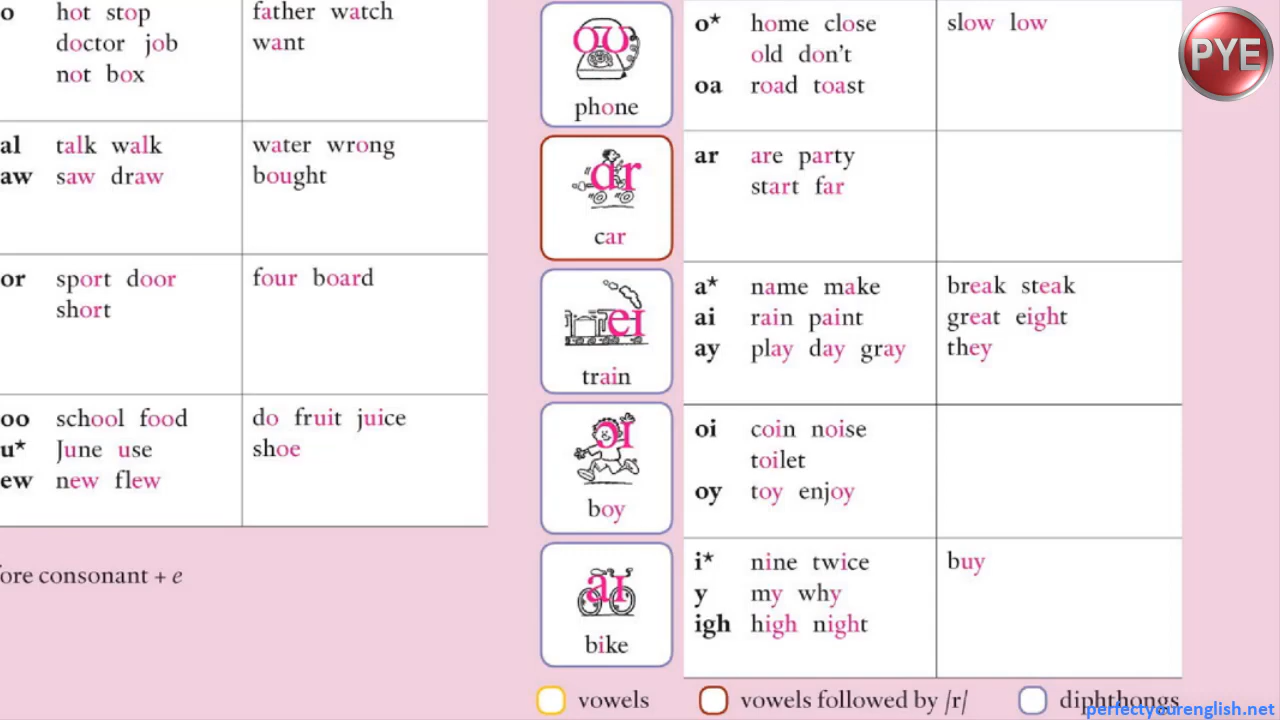 o hot stop father watch
doctor job want
not box
al talk walk water wrong
aw saw draw bought
or sport door four board
short
oo school food do fruit juice
u* June use shoe
ew new flew
fore consonant + e
oʊ
phone
o* home close slow low
old don't
oa road toast
ɑr
car
ar are party
start far
eɪ
train
a* name make break steak
ai rain paint great eight
ay play day gray they
ɔɪ
boy
oi coin noise
toilet
oy toy enjoy
aɪ
bike
i* nine twice buy
y my why
igh high night
vowels vowels followed by /r/ diphthongs
PYE
perfectyourenglish.net